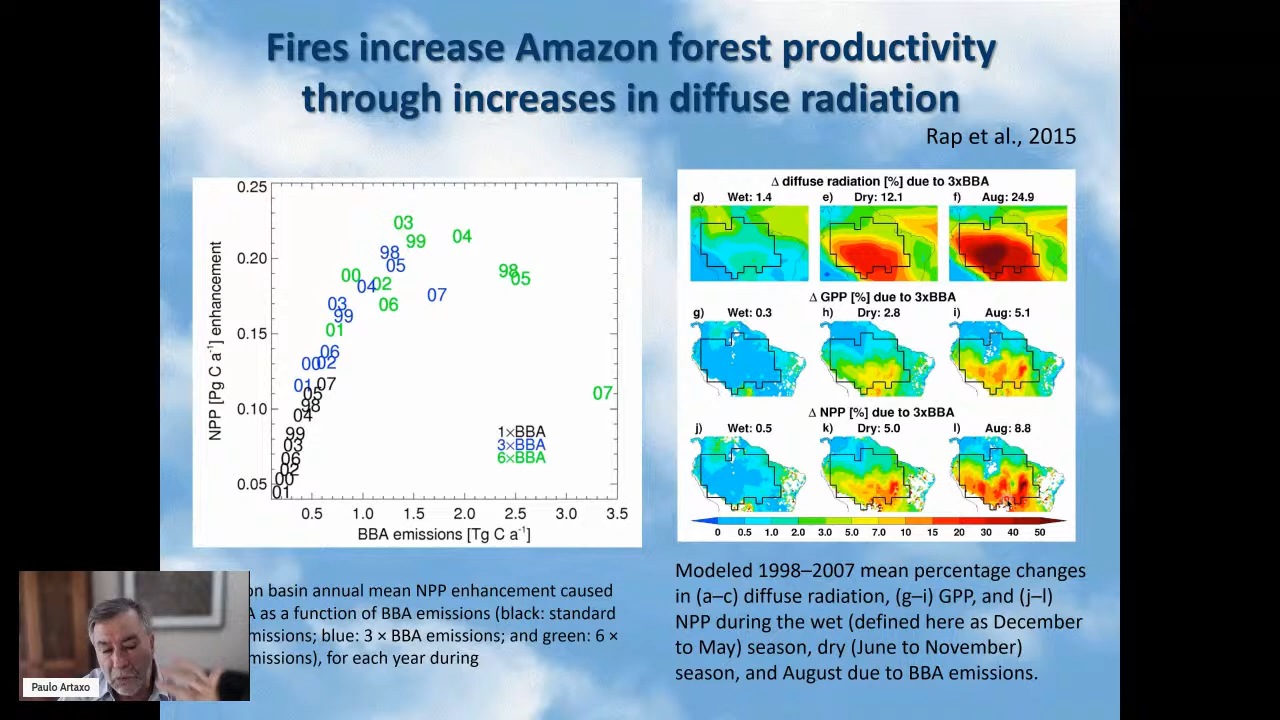 Fires increase Amazon forest productivity
through increases in diffuse radiation
Rap et al., 2015
NPP [Pg C a⁻¹] enhancement
0.25
0.20
0.15
0.10
0.05
03
99
04
98
05
00
02
04
98
05
07
03
99
06
01
06
00
02
01
07
05
98
04
07
99
03
06
02
00
01
1×BBA
3×BBA
6×BBA
0.5 1.0 1.5 2.0 2.5 3.0 3.5
BBA emissions [Tg C a⁻¹]
Δ diffuse radiation [%] due to 3xBBA
d) Wet: 1.4 e) Dry: 12.1 f) Aug: 24.9
Δ GPP [%] due to 3xBBA
g) Wet: 0.3 h) Dry: 2.8 i) Aug: 5.1
Δ NPP [%] due to 3xBBA
j) Wet: 0.5 k) Dry: 5.0 l) Aug: 8.8
0 0.5 1.0 2.0 3.0 5.0 10 15 20 30 40 50
on basin annual mean NPP enhancement caused
A as a function of BBA emissions (black: standard
missions; blue: 3 × BBA emissions; and green: 6 ×
missions), for each year during
Modeled 1998–2007 mean percentage changes
in (a–c) diffuse radiation, (g–i) GPP, and (j–l)
NPP during the wet (defined here as December
to May) season, dry (June to November)
season, and August due to BBA emissions.
Paulo Artaxo